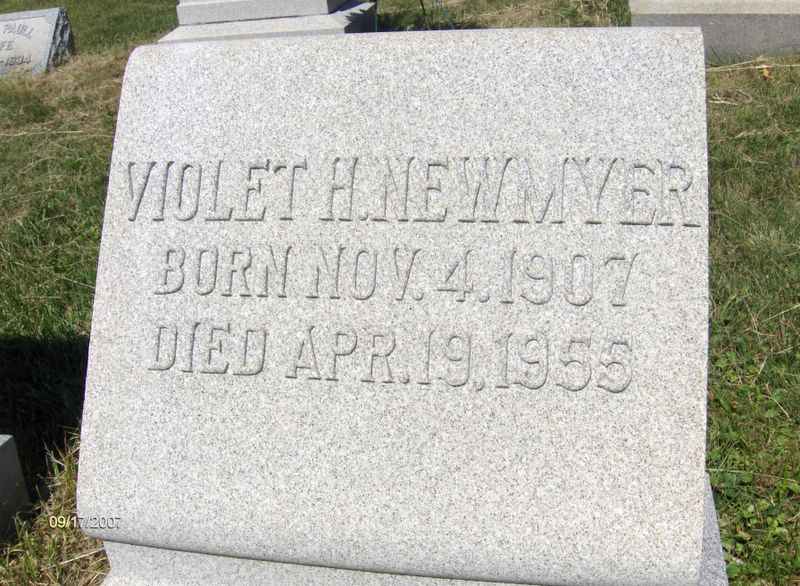 VIOLET H. NEWMYER
BORN NOV. 4. 1907
DIED APR. 19, 1955
09/17/2007